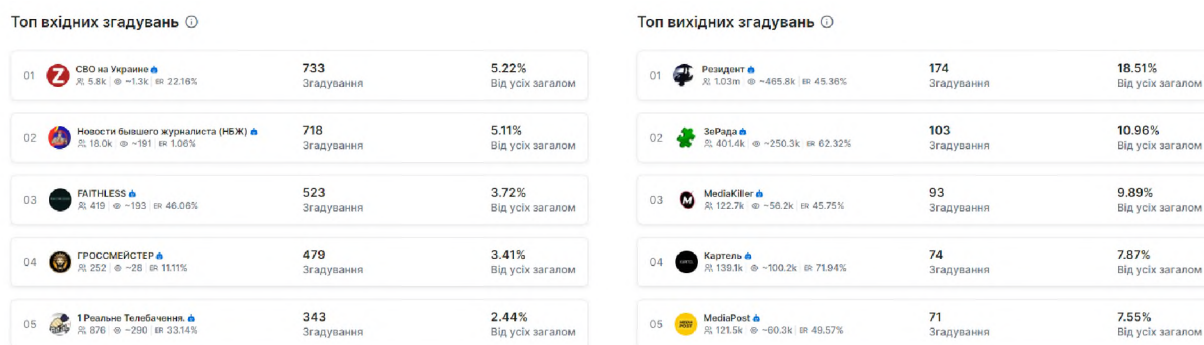 Топ вхідних згадувань
01 СВО на Украине 733 5.22%
5.8k ~1.3k ER 22.16% Згадування Від усіх загалом
02 Новости бывшего журналиста (НБЖ) 718 5.11%
18.0k ~191 ER 1.06% Згадування Від усіх загалом
03 FAITHLESS 523 3.72%
419 ~193 ER 46.06% Згадування Від усіх загалом
04 ГРОССМЕЙСТЕР 479 3.41%
252 ~28 ER 11.11% Згадування Від усіх загалом
05 1 Реальне Телебачення. 343 2.44%
876 ~290 ER 33.14% Згадування Від усіх загалом
Топ вихідних згадувань
01 Резидент 174 18.51%
1.03m ~465.8k ER 45.36% Згадування Від усіх загалом
02 ЗеРада 103 10.96%
401.4k ~250.3k ER 62.32% Згадування Від усіх загалом
03 MediaKiller 93 9.89%
122.7k ~56.2k ER 45.75% Згадування Від усіх загалом
04 Картель 74 7.87%
139.1k ~100.2k ER 71.94% Згадування Від усіх загалом
05 MediaPost 71 7.55%
121.5k ~60.3k ER 49.57% Згадування Від усіх загалом